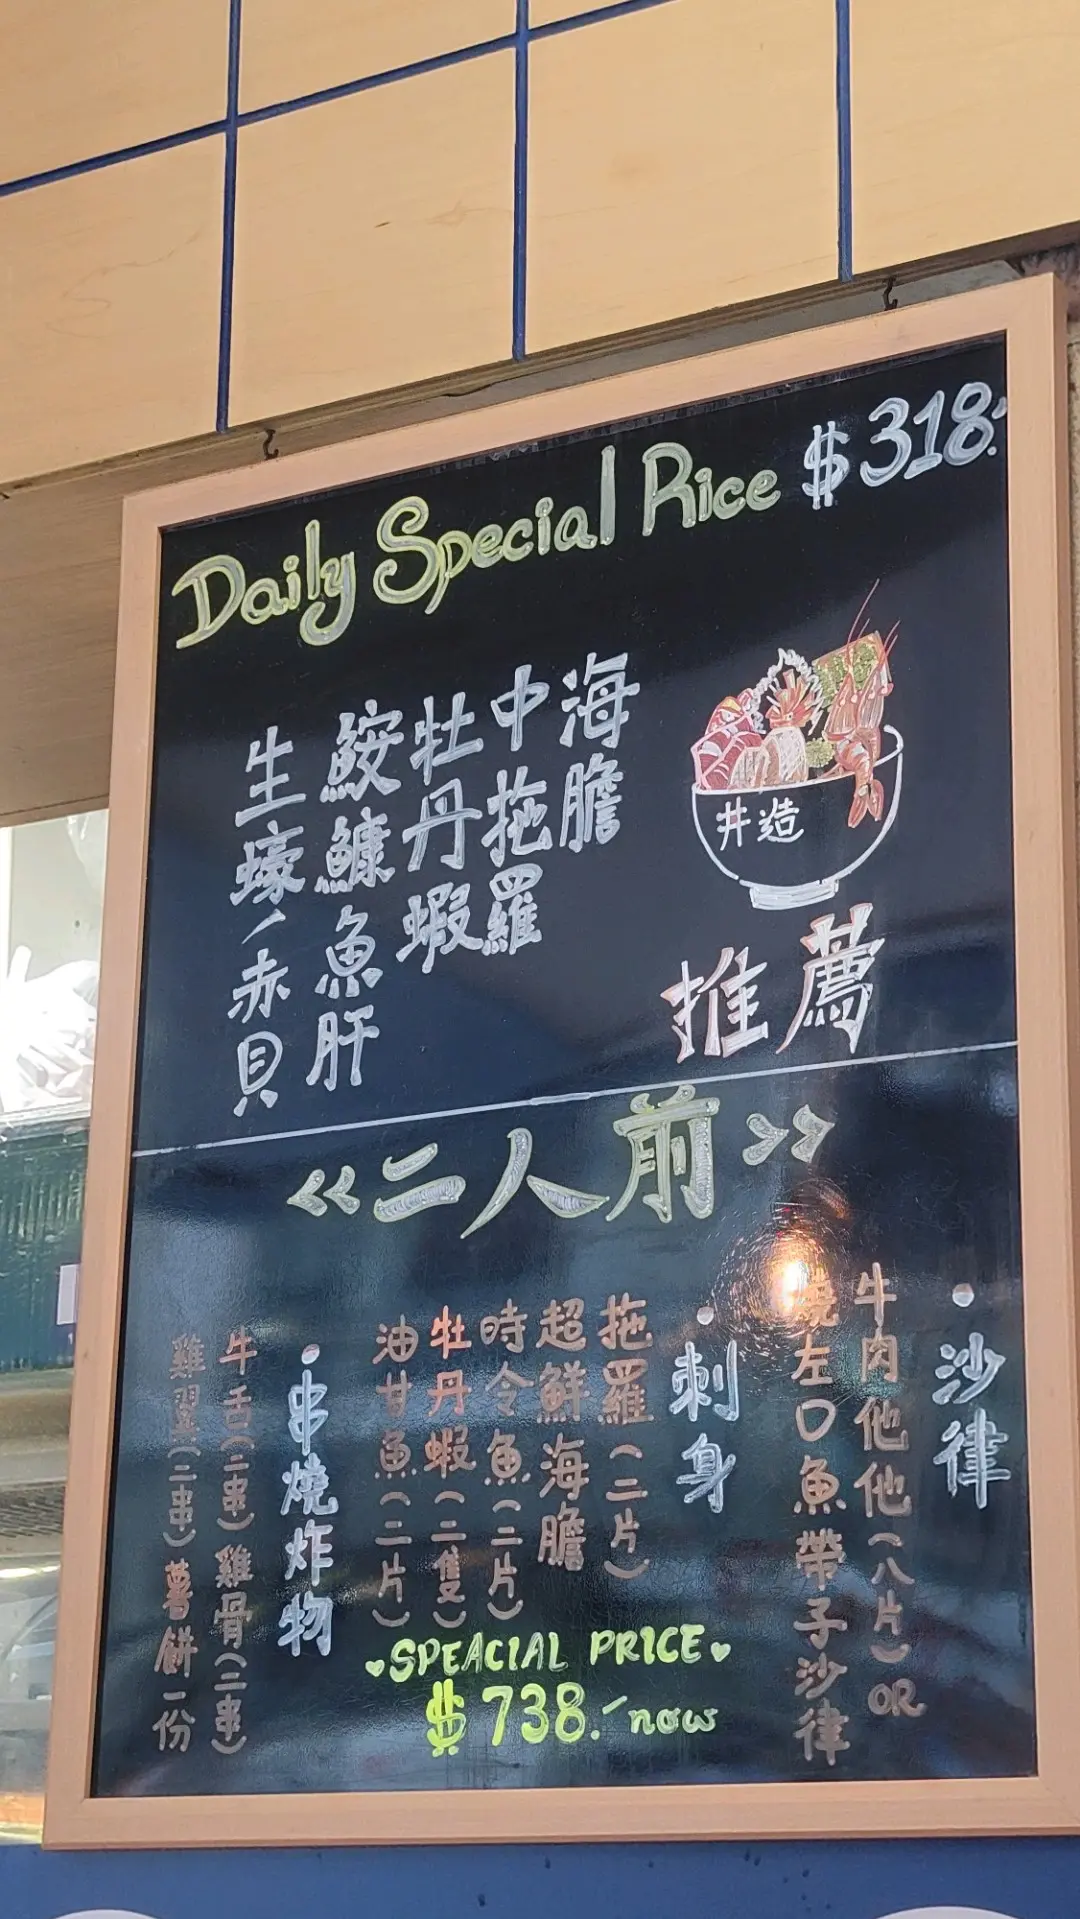 Daily Special Rice $318.-
井造
推薦
海膽
中拖羅
牡丹蝦
鮟鱇魚肝
生蠔/赤貝
《二人前》
•沙律
牛肉他他(八片)OR
燒左口魚帶子沙律
•刺身
拖羅(二片)
超鮮海膽
時令魚(二片)
牡丹蝦(二隻)
油甘魚(二片)
•串燒炸物
牛舌(二串)雞骨(二串)
雞翼(二串)薯餅一份
♥SPEACIAL PRICE♥
$738.-now